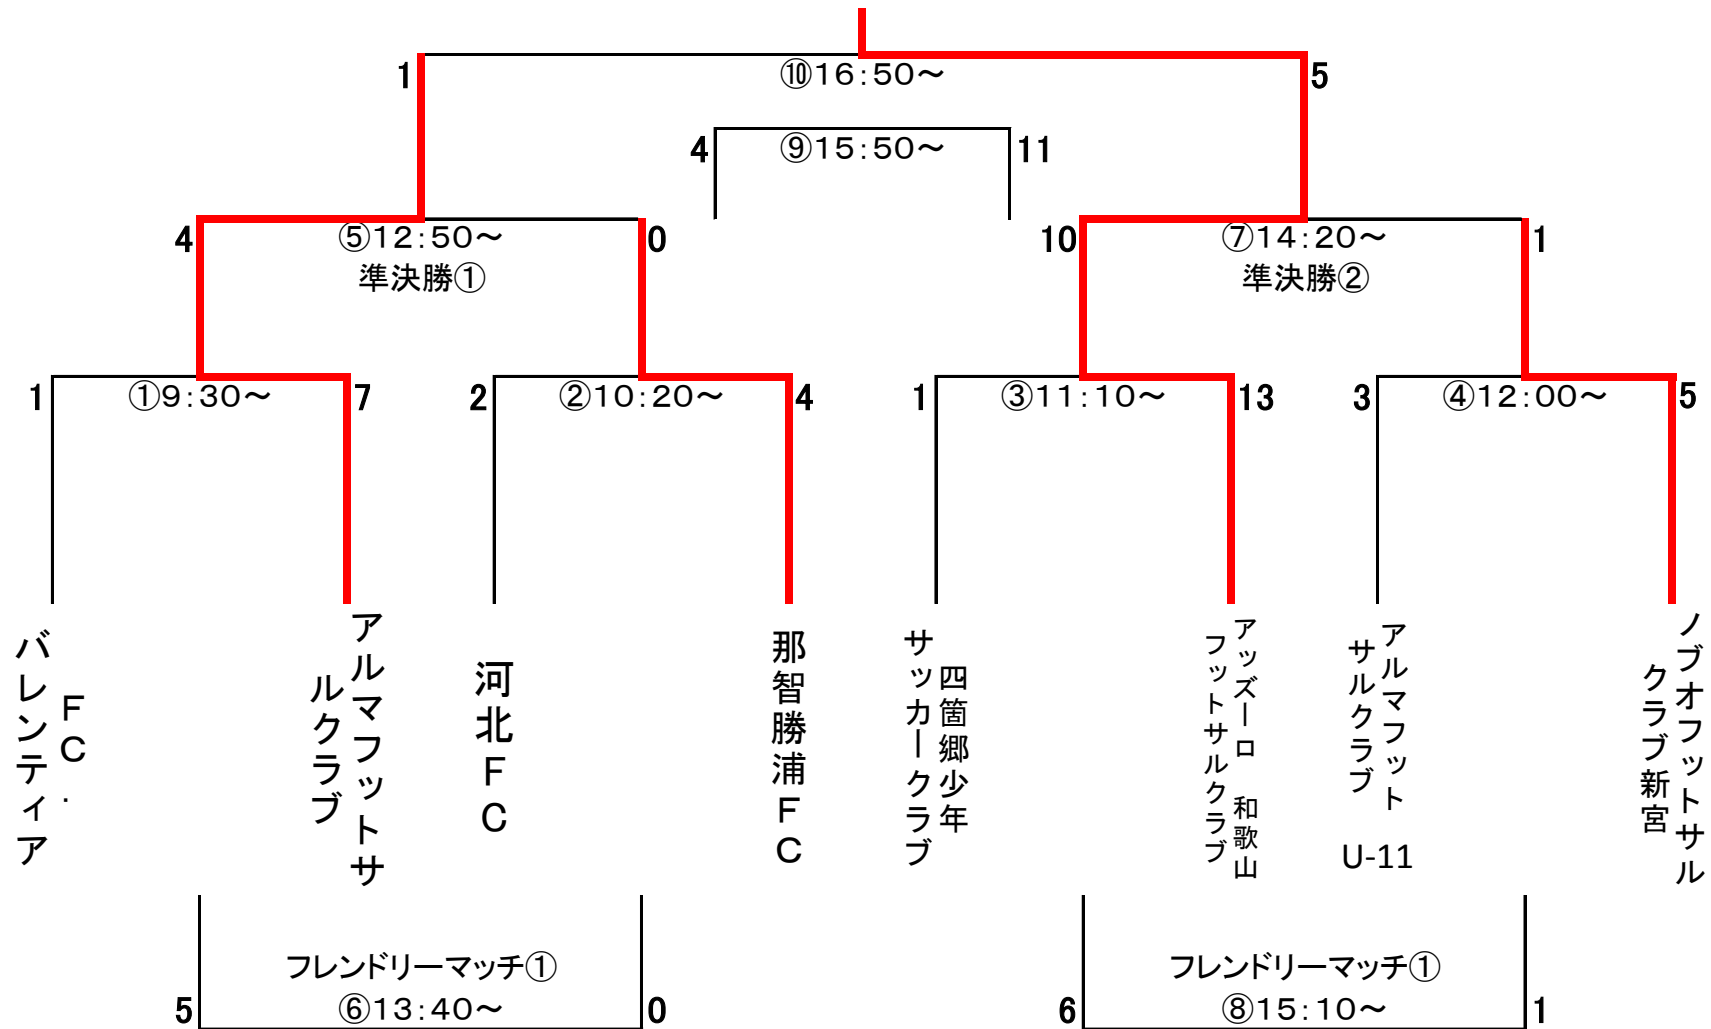 1
⑩16:50～
5
4
⑨15:50～
11
4
⑤12:50～
0
準決勝①
10
⑦14:20～
1
準決勝②
1
①9:30～
7
2
②10:20～
4
1
③11:10～
13
3
④12:00～
5
FC.
バレンティア
アルマフットサ
ルクラブ
河北FC
那智勝浦FC
四箇郷少年
サッカークラブ
アッズーロ 和歌山
フットサルクラブ
アルマフット
サルクラブ
U-11
ノブオフットサル
クラブ新宮
フレンドリーマッチ①
5
⑥13:40～
0
フレンドリーマッチ①
6
⑧15:10～
1